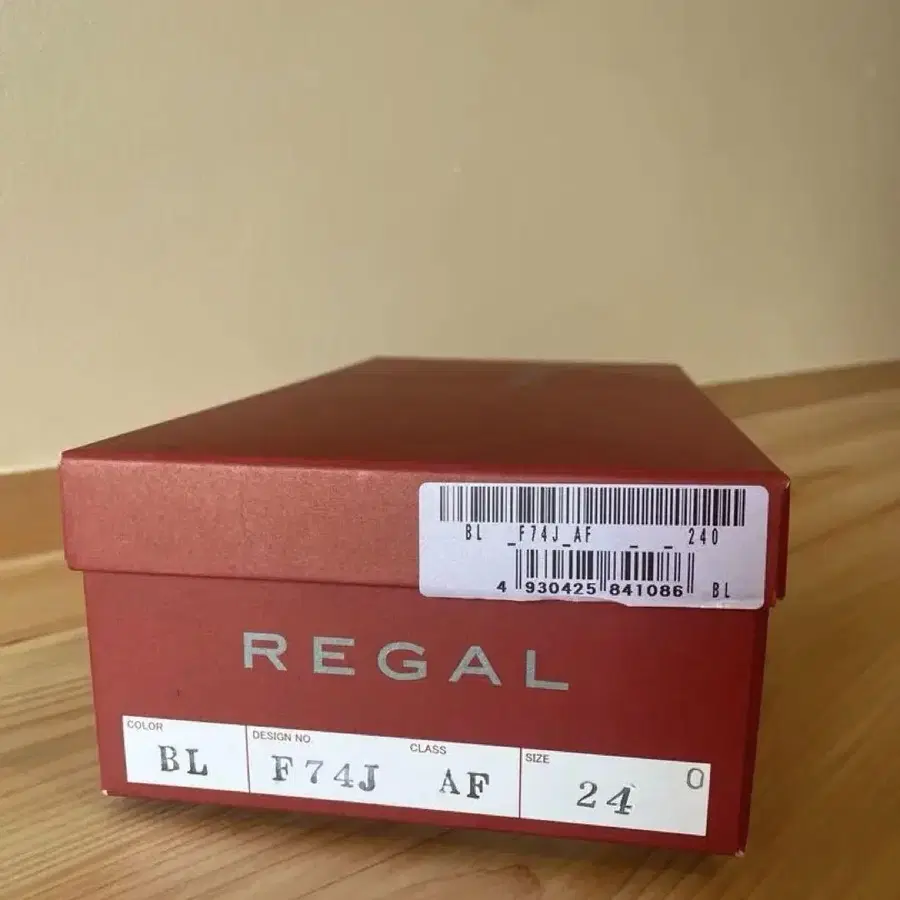 BL _F74J_AF _ _ 240
4 930425 841086 BL
REGAL
COLOR DESIGN NO. CLASS SIZE
BL F74J AF 24 0